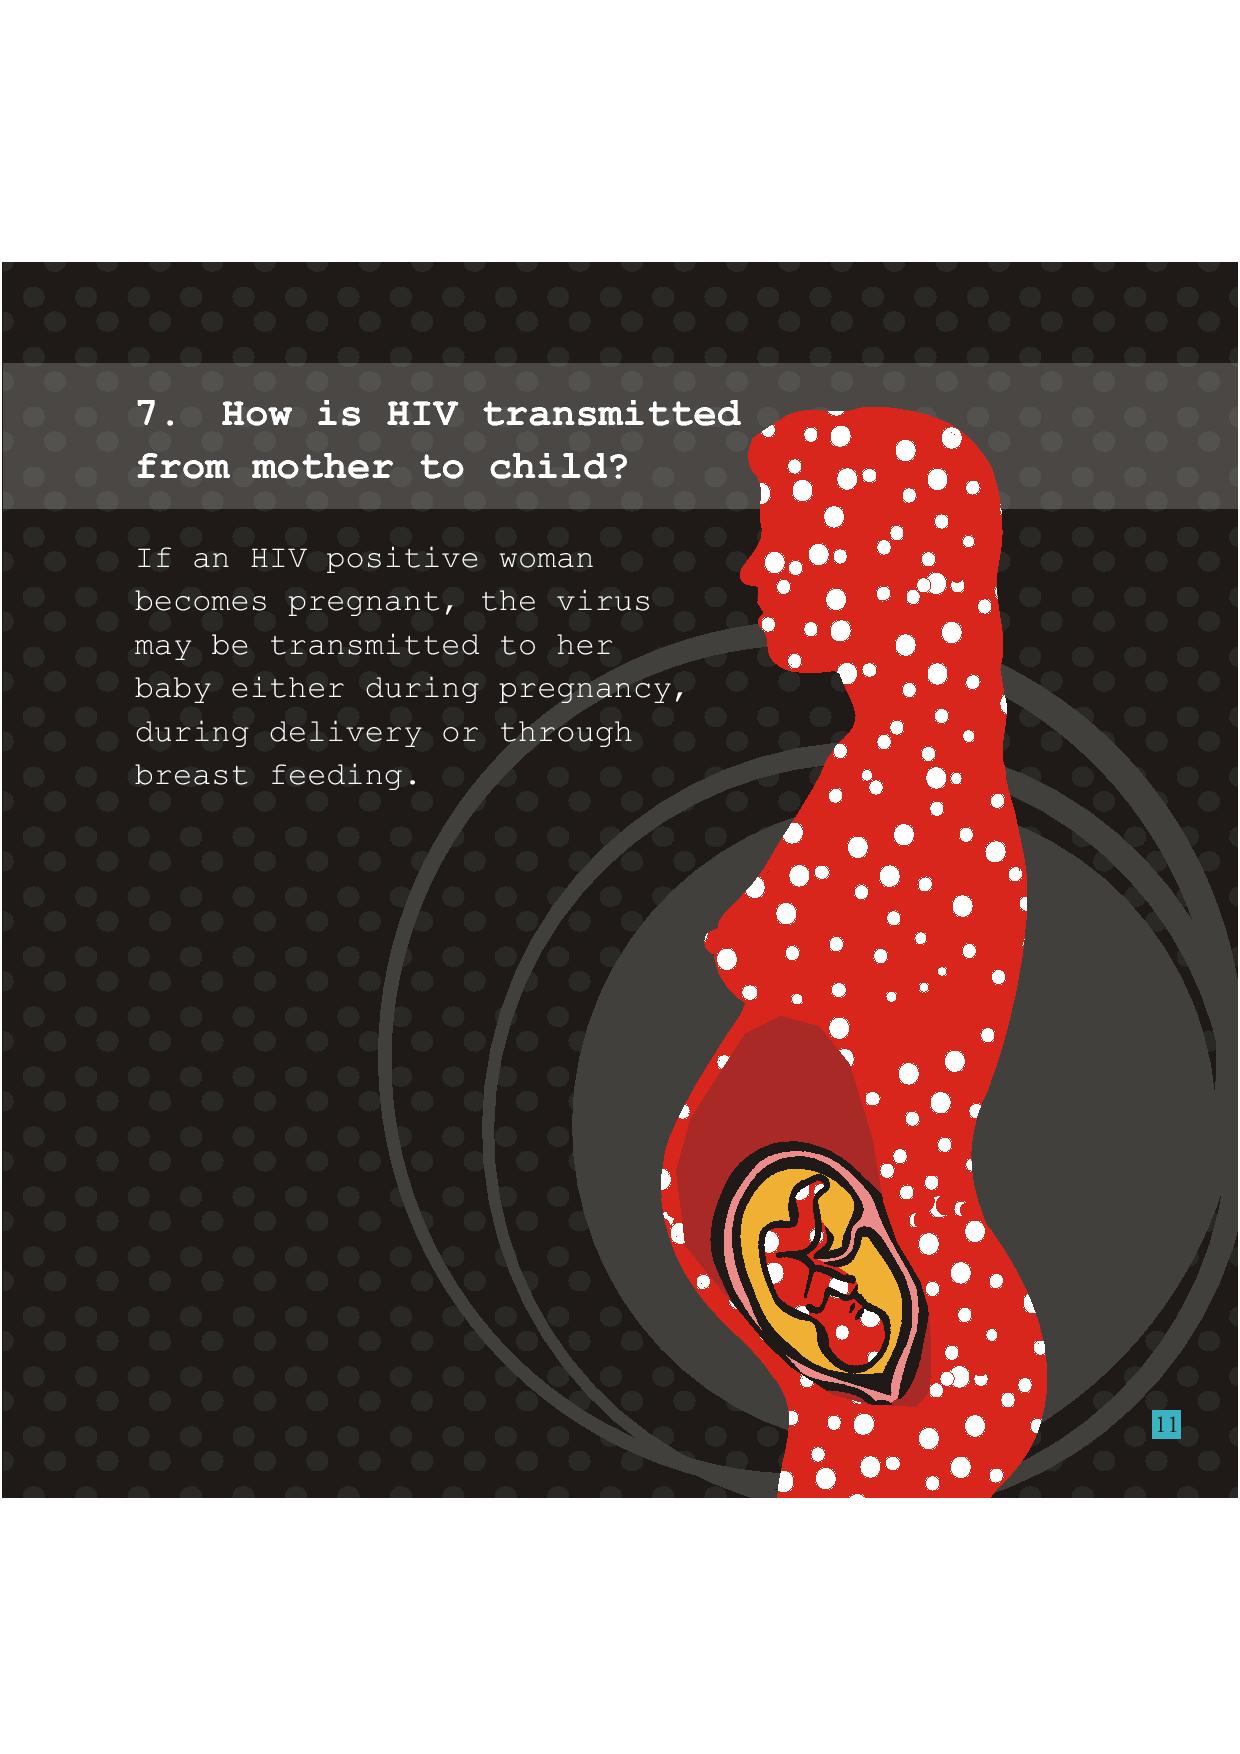 7. How is HIV transmitted
from mother to child?
If an HIV positive woman
becomes pregnant, the virus
may be transmitted to her
baby either during pregnancy,
during delivery or through
breast feeding.
11